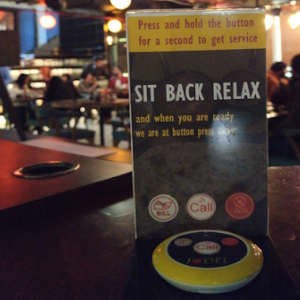 Press and hold the button
for a second to get service
SIT BACK RELAX
and when you are ready
we are at button press away
BILL
Call
Call